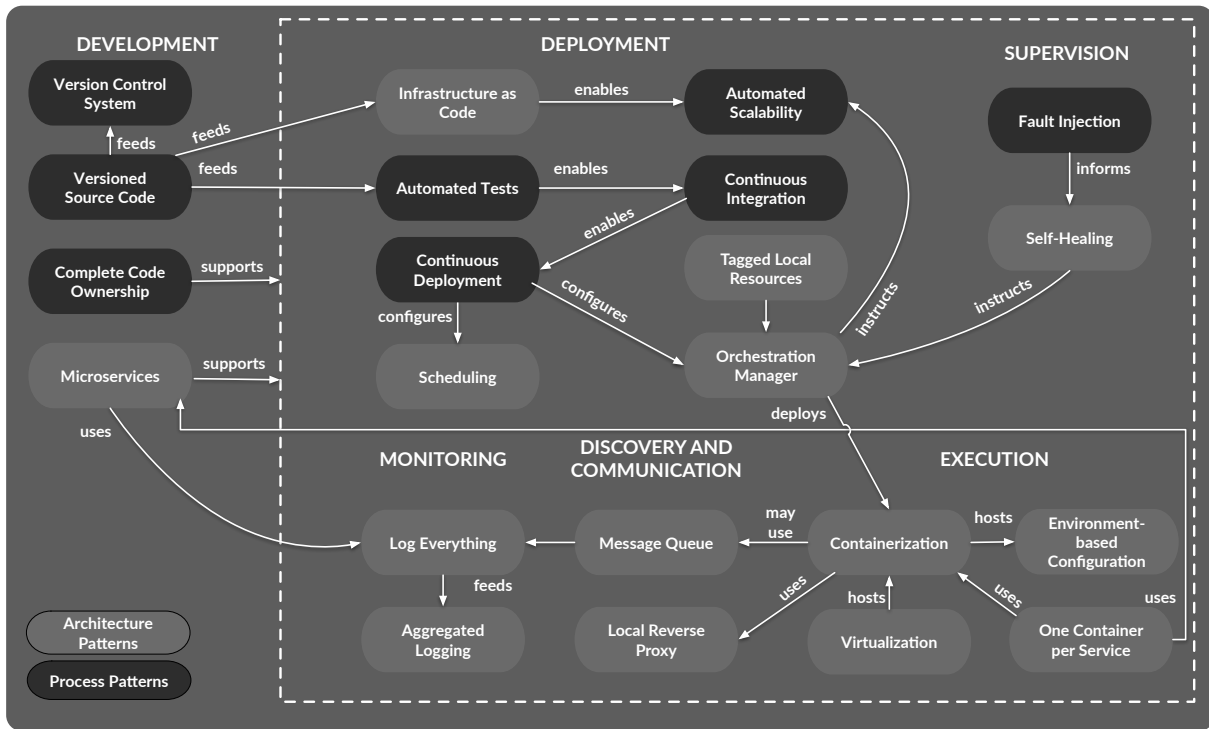 DEVELOPMENT
Version Control
System
feeds
Versioned
Source Code
feeds
feeds
Complete Code
Ownership
supports
Microservices
supports
uses
DEPLOYMENT
Infrastructure as
Code
enables
Automated
Scalability
Automated Tests
enables
Continuous
Integration
enables
Continuous
Deployment
configures
configures
Scheduling
Tagged Local
Resources
Orchestration
Manager
instructs
deploys
SUPERVISION
Fault Injection
informs
Self-Healing
instructs
MONITORING
Log Everything
feeds
Aggregated
Logging
DISCOVERY AND
COMMUNICATION
Message Queue
may
use
Local Reverse
Proxy
uses
EXECUTION
Containerization
hosts
Environment-
based
Configuration
hosts
Virtualization
uses
One Container
per Service
uses
Architecture
Patterns
Process Patterns